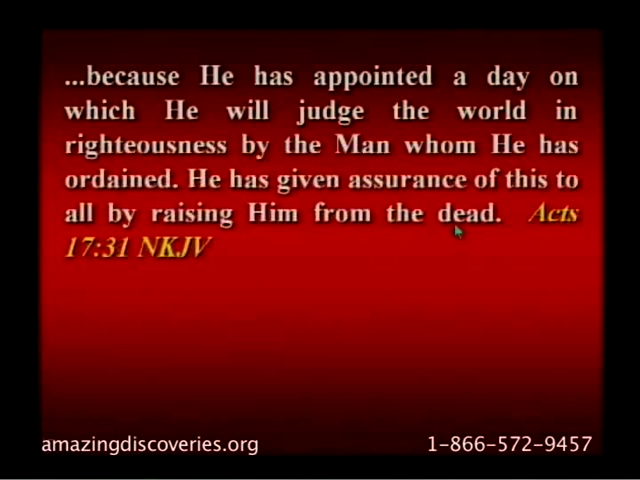 ...because He has appointed a day on
which He will judge the world in
righteousness by the Man whom He has
ordained. He has given assurance of this to
all by raising Him from the dead. Acts
17:31 NKJV
amazingdiscoveries.org 1-866-572-9457